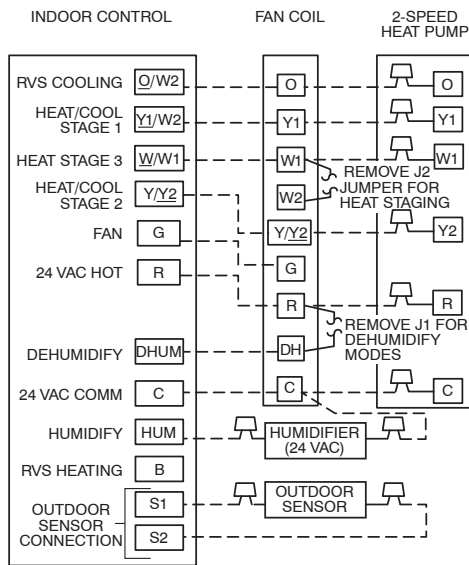 INDOOR CONTROL
FAN COIL
2-SPEED
HEAT PUMP
RVS COOLING
O/W2
O
O
HEAT/COOL
STAGE 1
Y1/W2
Y1
Y1
HEAT STAGE 3
W/W1
W1
W1
REMOVE J2
JUMPER FOR
HEAT STAGING
HEAT/COOL
STAGE 2
Y/Y2
W2
Y/Y2
Y2
FAN
G
G
24 VAC HOT
R
R
R
REMOVE J1 FOR
DEHUMIDIFY
MODES
DEHUMIDIFY
DHUM
DH
24 VAC COMM
C
C
C
HUMIDIFY
HUM
HUMIDIFIER
(24 VAC)
RVS HEATING
B
OUTDOOR
SENSOR
CONNECTION
S1
S2
OUTDOOR
SENSOR